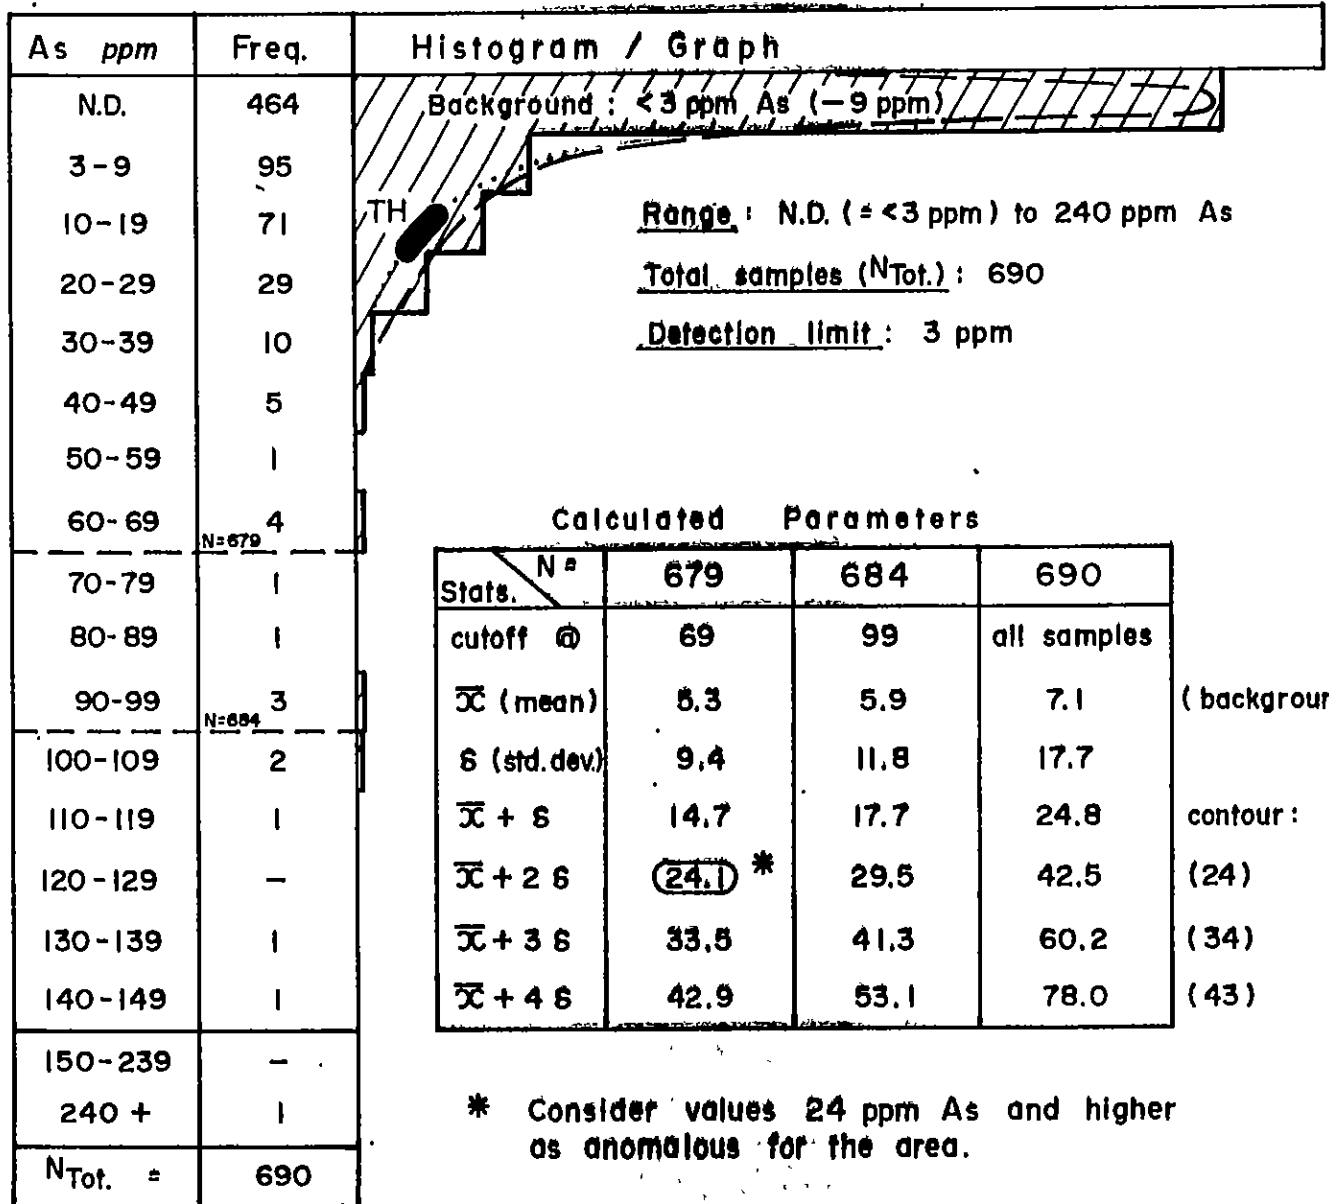 As ppm Freq. Histogram / Graph
N.D. 464 Background : <3 ppm As (-9 ppm)
3-9 95
10-19 71 TH Range : N.D. (= <3 ppm) to 240 ppm As
20-29 29 Total samples (NTot.) : 690
30-39 10 Detection limit : 3 ppm
40-49 5
50-59 1
60-69 4 Calculated Parameters
N=679
Stats. N = 679 684 690
70-79 1
80-89 1 cutoff @ 69 99 all samples
90-99 3 x̄ (mean) 5.3 5.9 7.1 (backgrour
N=684
100-109 2 δ (std.dev.) 9.4 11.8 17.7
110-119 1 x̄ + δ 14.7 17.7 24.8 contour :
120-129 - x̄ + 2 δ 24.1 * 29.5 42.5 (24)
130-139 1 x̄ + 3 δ 33.5 41.3 60.2 (34)
140-149 1 x̄ + 4 δ 42.9 53.1 78.0 (43)
150-239 -
240 + 1 * Consider values 24 ppm As and higher
as anomalous for the area.
NTot. = 690